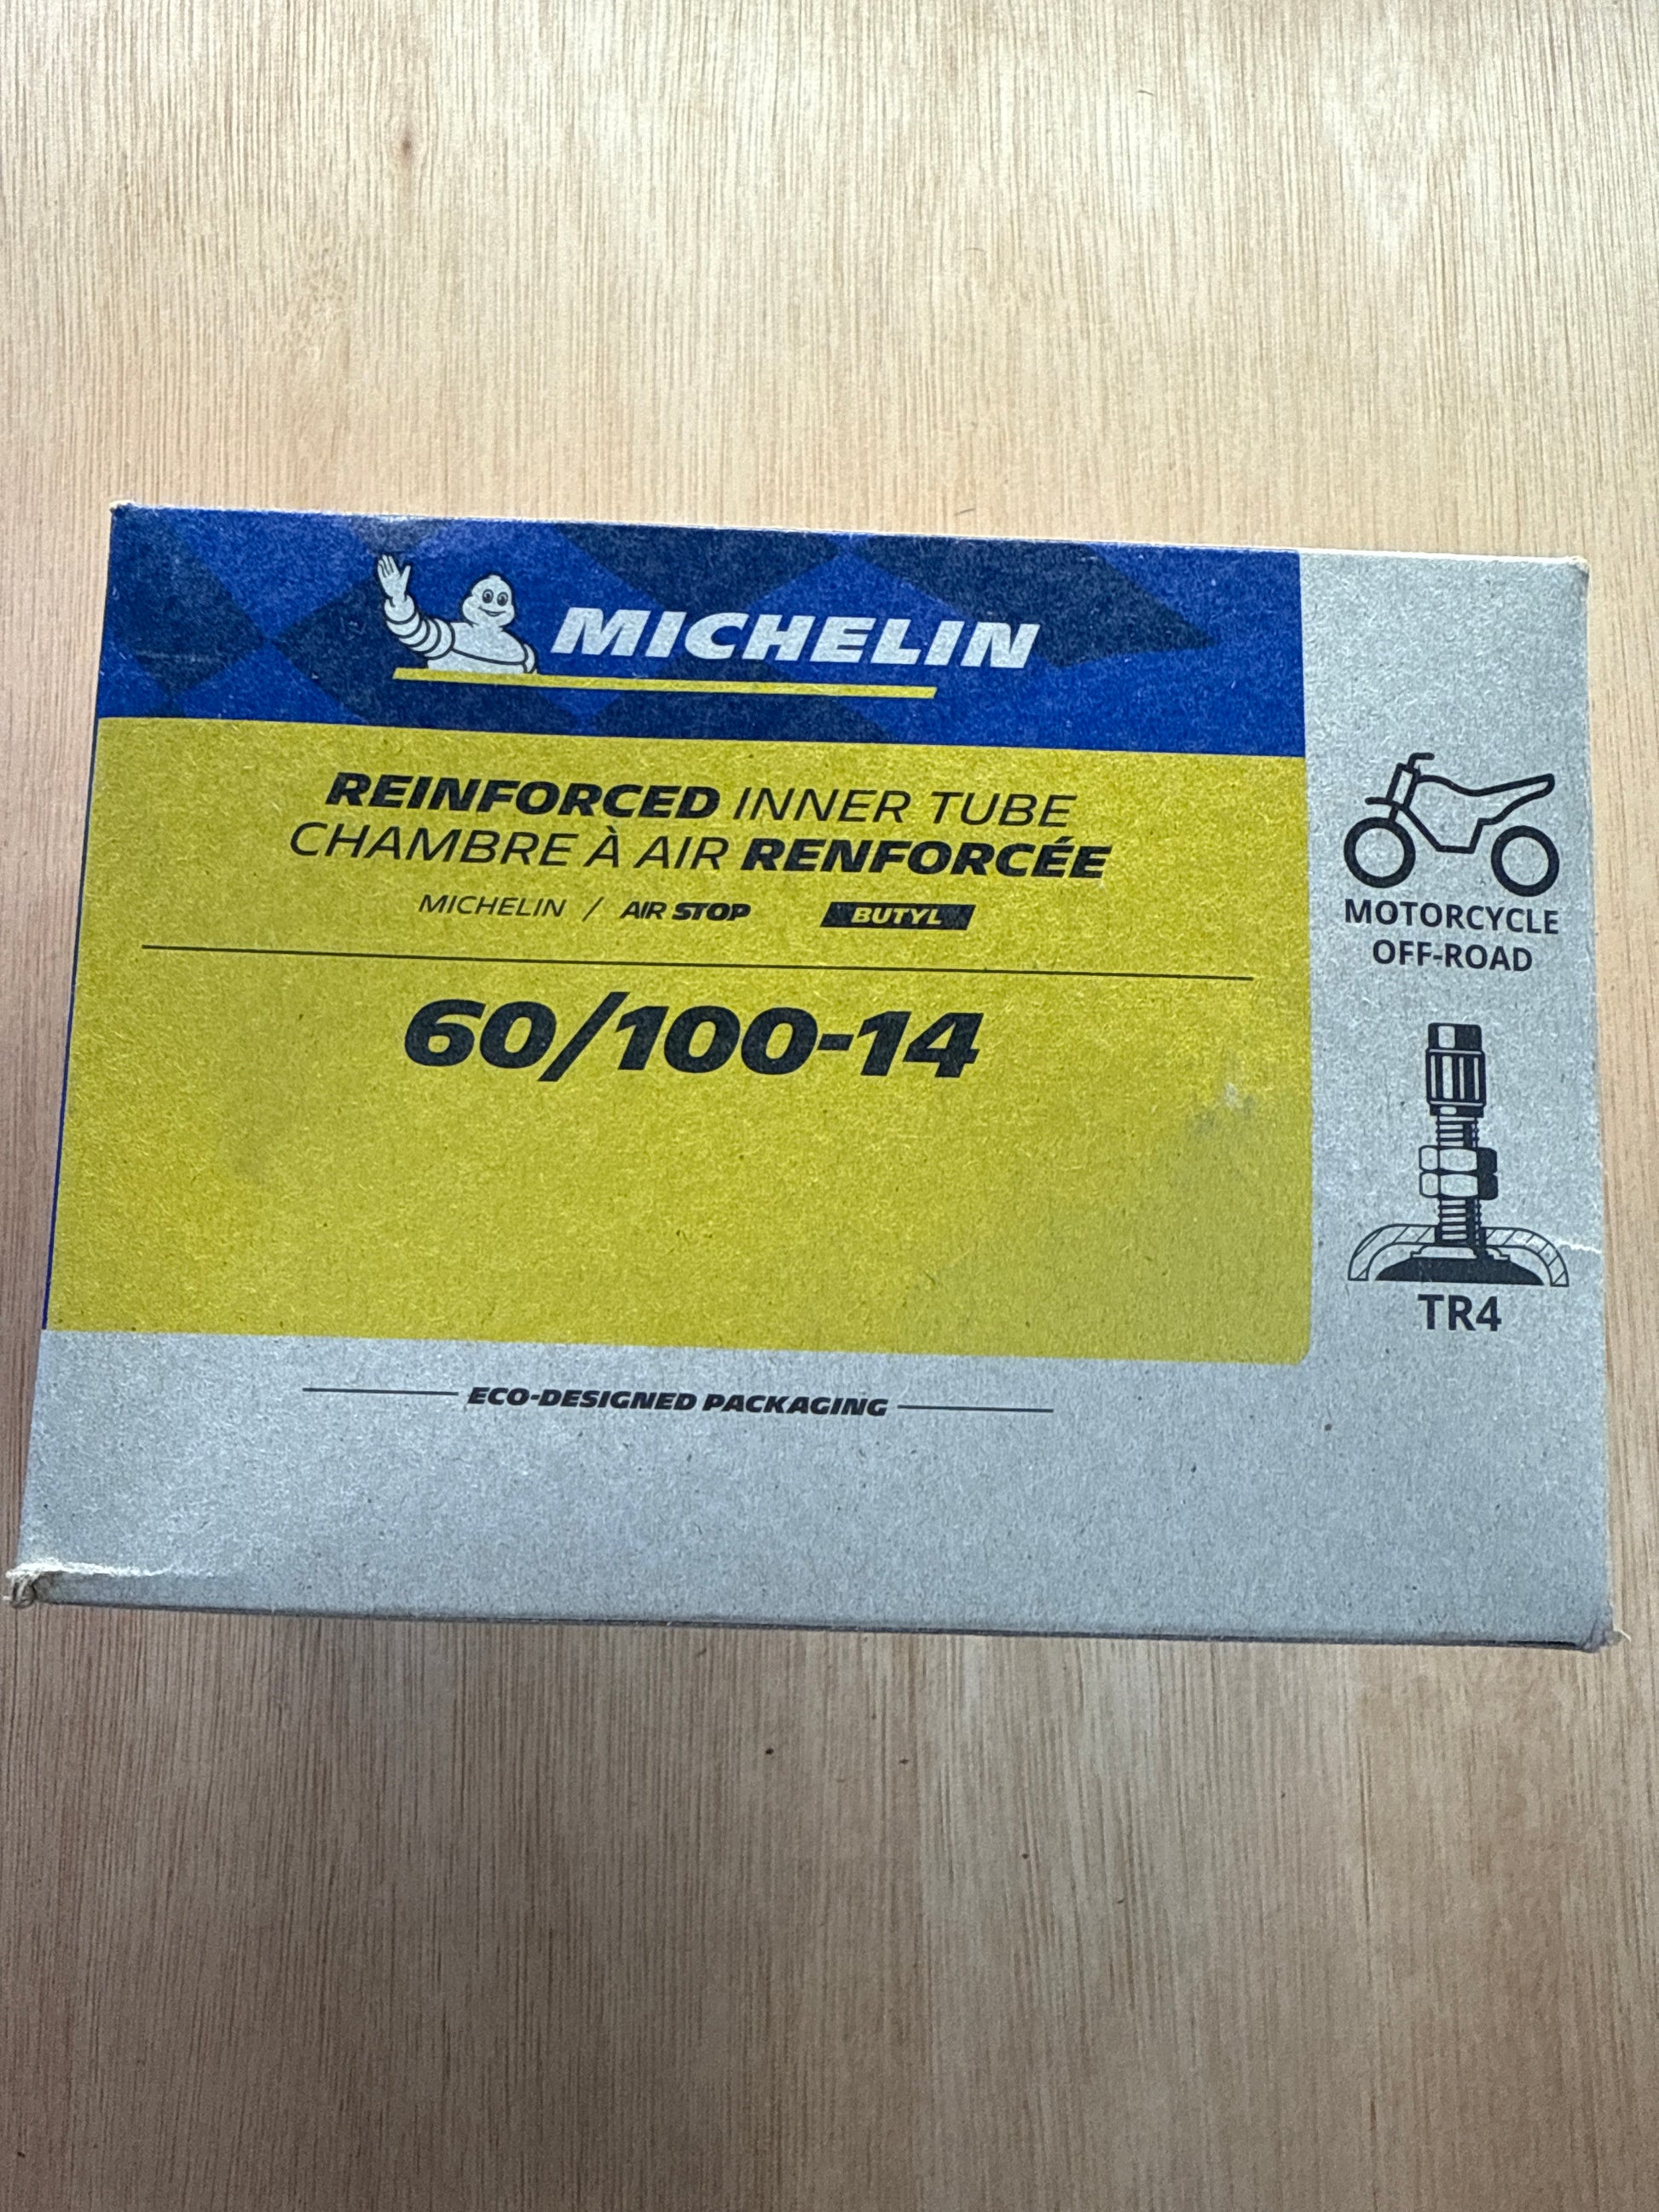 MICHELIN
REINFORCED INNER TUBE
CHAMBRE À AIR RENFORCÉE
MICHELIN / AIR STOP BUTYL
60/100-14
MOTORCYCLE
OFF-ROAD
TR4
ECO-DESIGNED PACKAGING